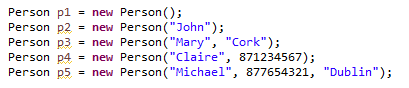 Person p1 = new Person();
Person p2 = new Person("John");
Person p3 = new Person("Mary", "Cork");
Person p4 = new Person("Claire", 871234567);
Person p5 = new Person("Michael", 877654321, "Dublin");